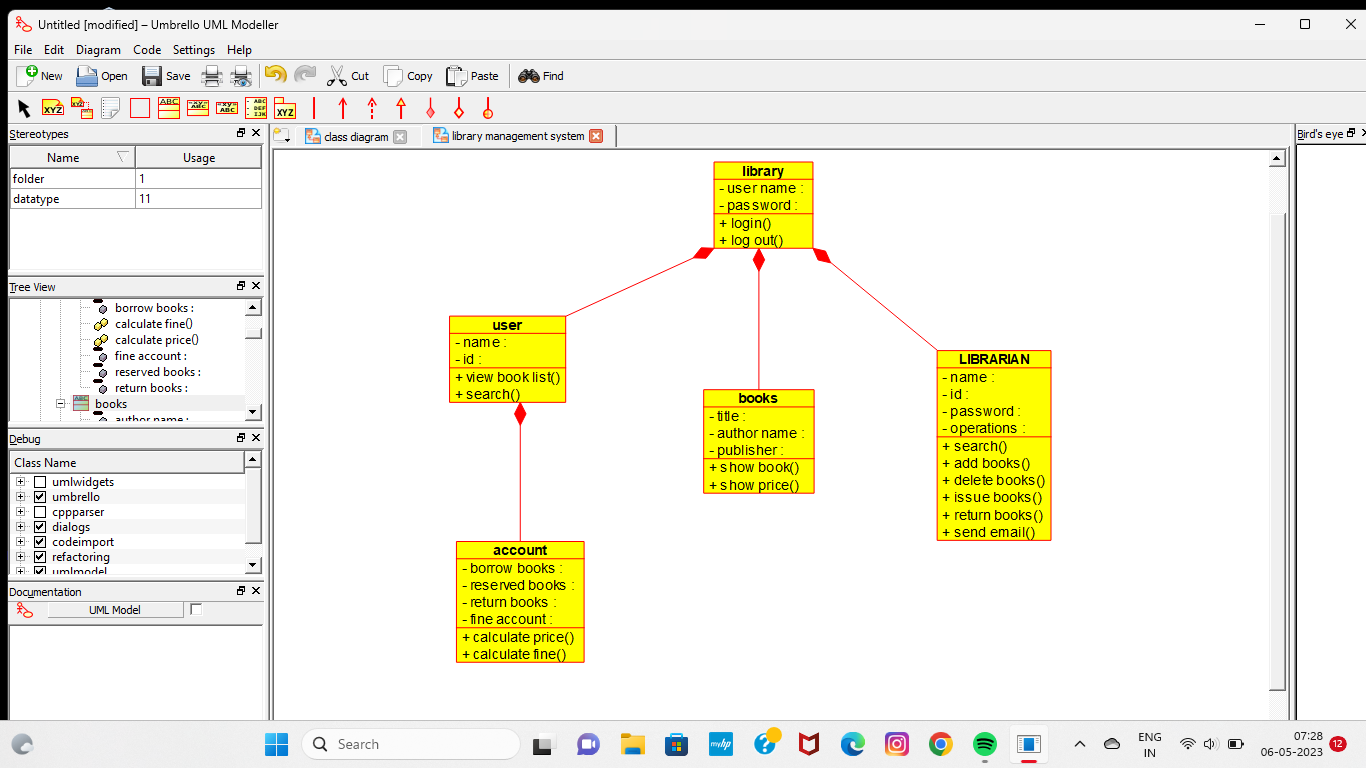 Untitled [modified] – Umbrello UML Modeller
File Edit Diagram Code Settings Help
New Open Save Cut Copy Paste Find
XYZ XYZ ABC ABC ABC ABC DEF IJK XYZ
Stereotypes
Name Usage
folder 1
datatype 11
Tree View
borrow books :
calculate fine()
calculate price()
fine account :
reserved books :
return books :
books
author name :
Debug
Class Name
umlwidgets
umbrello
cppparser
dialogs
codeimport
refactoring
umlmodel
Documentation
UML Model
class diagram
library management system
Bird's eye
library
- user name :
- password :
+ login()
+ log out()
user
- name :
- id :
+ view book list()
+ search()
books
- title :
- author name :
- publisher :
+ show book()
+ show price()
LIBRARIAN
- name :
- id :
- password :
- operations :
+ search()
+ add books()
+ delete books()
+ issue books()
+ return books()
+ send email()
account
- borrow books :
- reserved books :
- return books :
- fine account :
+ calculate price()
+ calculate fine()
Search
myhp
ENG
IN
07:28
06-05-2023
12